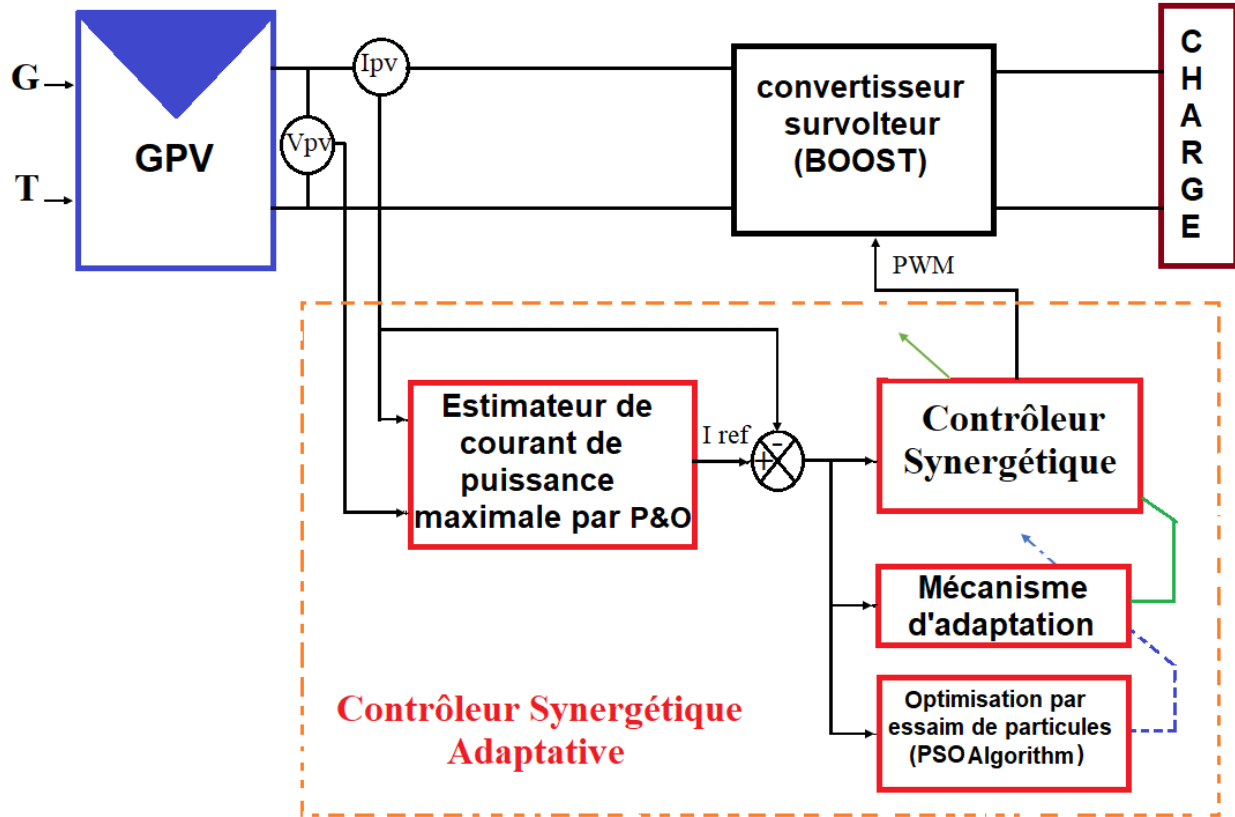 G
T
GPV
Ipv
Vpv
convertisseur
survolteur
(BOOST)
C
H
A
R
G
E
PWM
Estimateur de
courant de
puissance
maximale par P&O
I ref
+
-
Contrôleur
Synergétique
Mécanisme
d'adaptation
Optimisation par
essaim de particules
(PSO Algorithm)
Contrôleur Synergétique
Adaptative